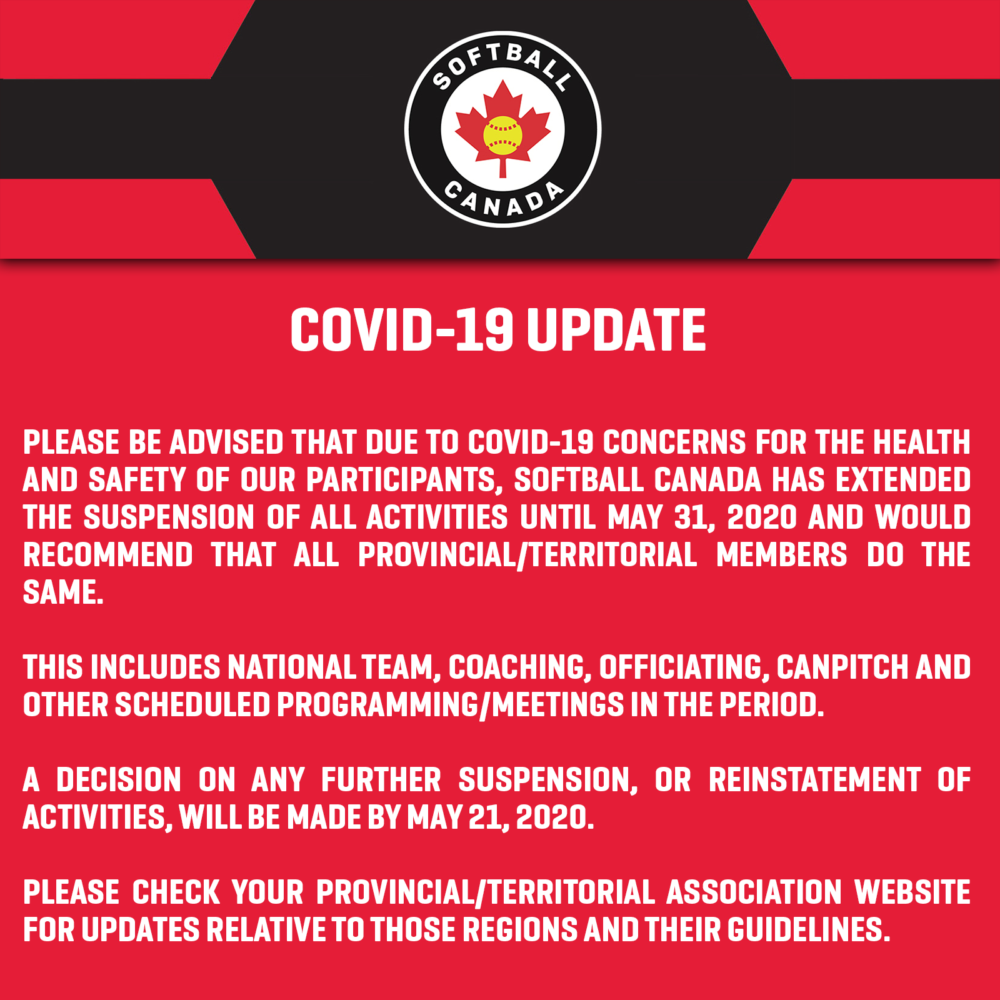 SOFTBALL
CANADA
COVID-19 UPDATE
PLEASE BE ADVISED THAT DUE TO COVID-19 CONCERNS FOR THE HEALTH
AND SAFETY OF OUR PARTICIPANTS, SOFTBALL CANADA HAS EXTENDED
THE SUSPENSION OF ALL ACTIVITIES UNTIL MAY 31, 2020 AND WOULD
RECOMMEND THAT ALL PROVINCIAL/TERRITORIAL MEMBERS DO THE
SAME.
THIS INCLUDES NATIONAL TEAM, COACHING, OFFICIATING, CANPITCH AND
OTHER SCHEDULED PROGRAMMING/MEETINGS IN THE PERIOD.
A DECISION ON ANY FURTHER SUSPENSION, OR REINSTATEMENT OF
ACTIVITIES, WILL BE MADE BY MAY 21, 2020.
PLEASE CHECK YOUR PROVINCIAL/TERRITORIAL ASSOCIATION WEBSITE
FOR UPDATES RELATIVE TO THOSE REGIONS AND THEIR GUIDELINES.